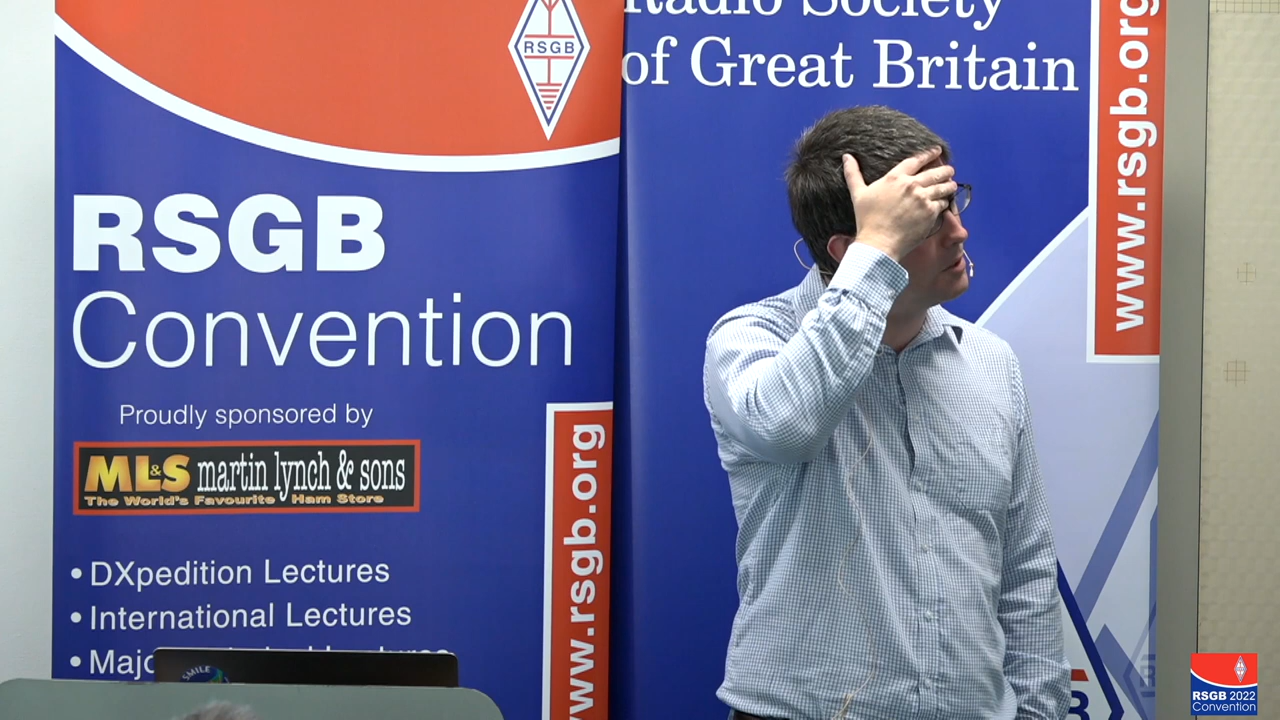 RSGB
RSGB
Convention
Proudly sponsored by
ML&S martin lynch & sons
The World's Favourite Ham Store
• DXpedition Lectures
• International Lectures
www.rsgb.org
Radio Society
of Great Britain
www.rsgb.org
SMILE
RSGB 2022
Convention